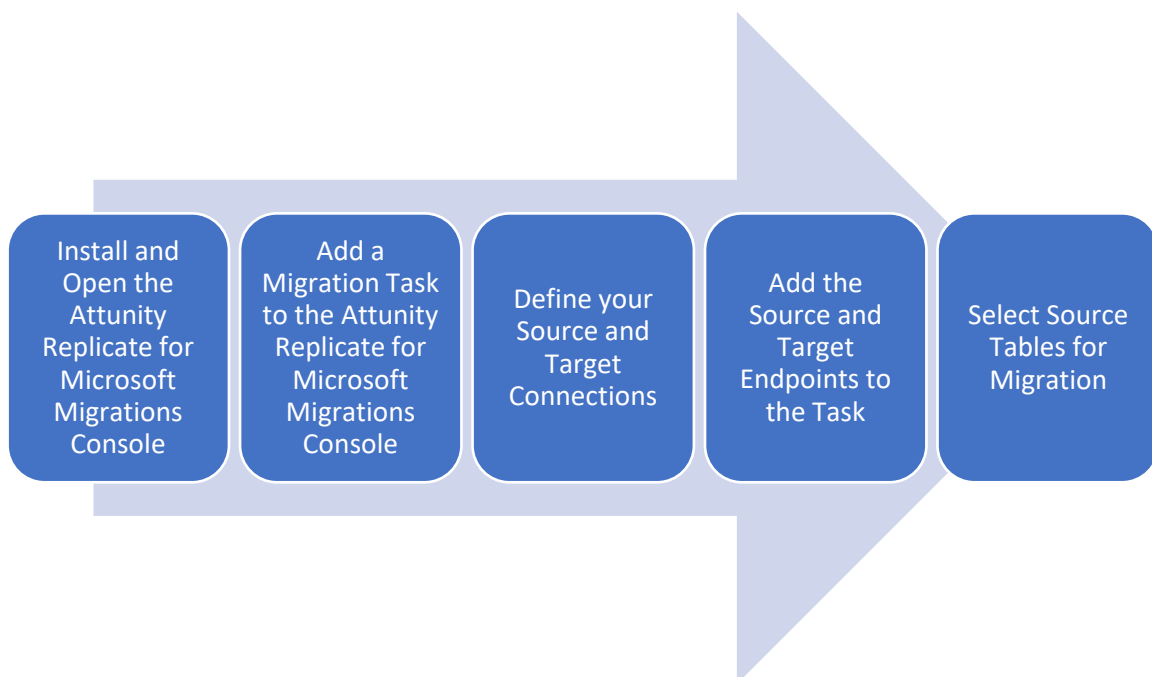 Install and
Open the
Attunity
Replicate for
Microsoft
Migrations
Console
Add a
Migration Task
to the Attunity
Replicate for
Microsoft
Migrations
Console
Define your
Source and
Target
Connections
Add the
Source and
Target
Endpoints to
the Task
Select Source
Tables for
Migration